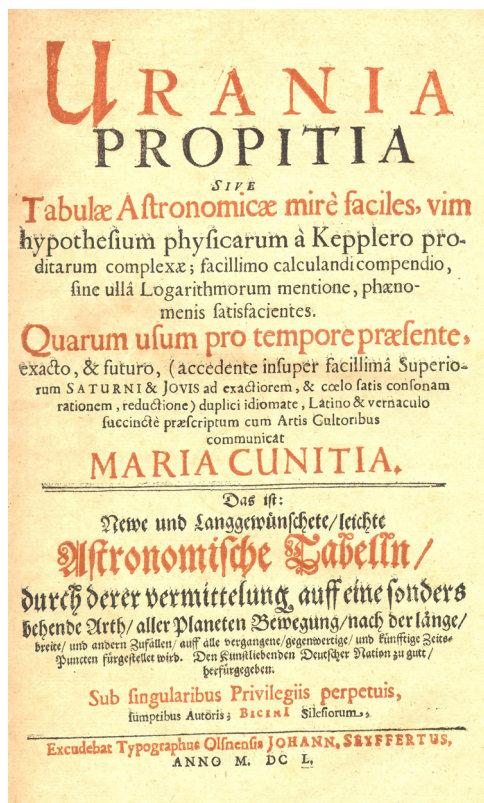 URANIA
PROPITIA
SIVE
Tabulæ Aſtronomicæ mirè faciles, vim
hypotheſium phyſicarum à Kepplero pro-
ditarum complexæ; facillimo calculandi compendio,
ſine ullâ Logarithmorum mentione, phæno-
menis ſatisfacientes.
Quarum uſum pro tempore præſente,
exacto, & futuro, (accedente inſuper facillimâ Superio-
rum SATURNI & JOVIS ad exactiorem, & cœlo ſatis conſonam
rationem, reductione) duplici idiomate, Latino & vernaculo
ſuccinctè præſcriptum cum Artis Cultoribus
communicat
MARIA CUNITIA.
Das iſt:
Newe und Langgewünſchete/ leichte
Aſtronomiſche Tabelln/
durch derer vermittelung auff eine ſonders
behende Arth/ aller Planeten Bewegung/ nach der länge/
breite/ und andern Zufällen/ auff alle vergangene/ gegenwertige/ und künfftige Zeits-
Puncten fürgeſtellet wird. Den Kunſtliebenden Deutſcher Nation zu gutt/
herfürgegeben.
Sub ſingularibus Privilegiis perpetuis,
ſumptibus Autoris, BICINI Sileſiorum,
Excudebat Typographus Olſnenſis JOHANN. SEYFFERTUS,
ANNO M. DC L.